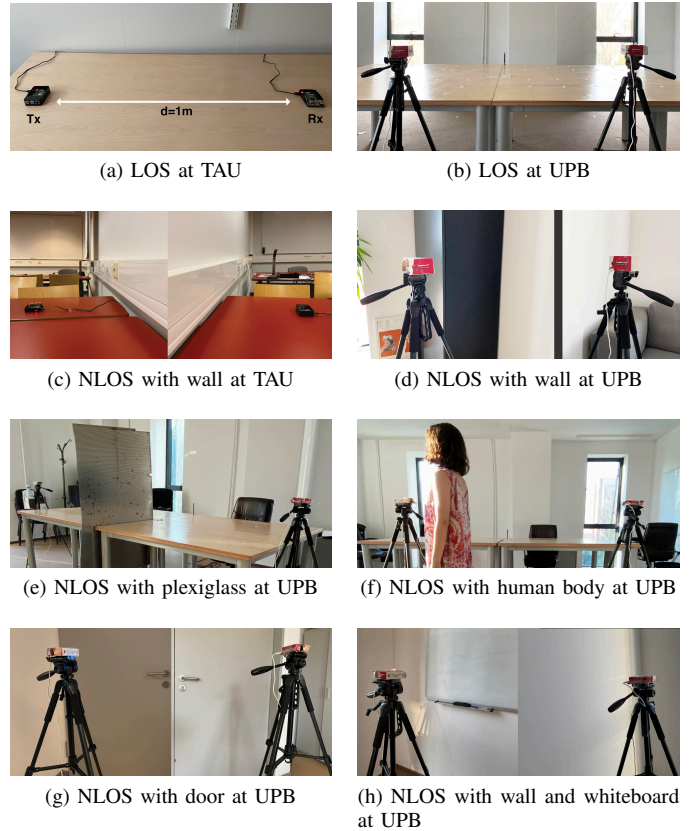 Tx
d=1m
Rx
(a) LOS at TAU
(b) LOS at UPB
(c) NLOS with wall at TAU
(d) NLOS with wall at UPB
(e) NLOS with plexiglass at UPB
(f) NLOS with human body at UPB
(g) NLOS with door at UPB
(h) NLOS with wall and whiteboard
at UPB